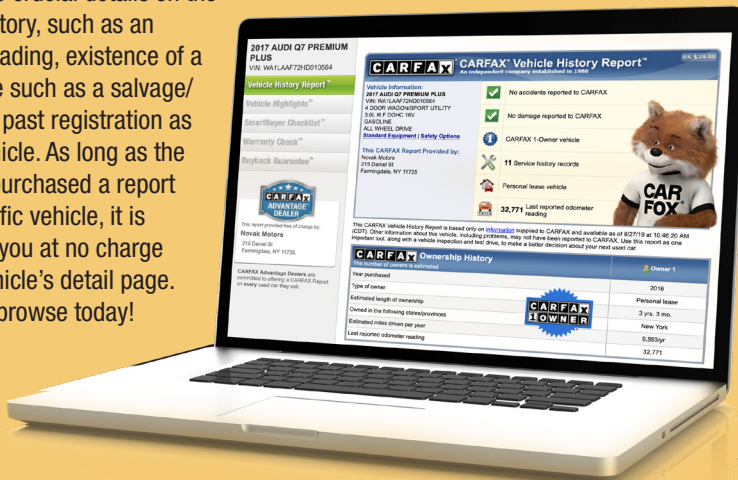 crucial details on the
tory, such as an
ading, existence of a
e such as a salvage/
past registration as
icle. As long as the
purchased a report
fic vehicle, it is
you at no charge
hicle's detail page.
browse today!
2017 AUDI Q7 PREMIUM
PLUS
VIN: WA1LAAF72HD010564
Vehicle History Report™
Vehicle Highlights™
SmartBuyer Checklist™
Warranty Check™
Buyback Guarantee™
CARFAX
ADVANTAGE
DEALER
This report provided free of charge by:
Novak Motors
215 Daniel St
Farmingdale, NY 11735
CARFAX Advantage Dealers are
committed to offering a CARFAX Report
on every used car they sell.
CARFAX CARFAX® Vehicle History Report™
An independent company established in 1986
US $39.99
Vehicle Information:
2017 AUDI Q7 PREMIUM PLUS
VIN: WA1LAAF72HD010564
4 DOOR WAGON/SPORT UTILITY
3.0L I6 F DOHC 16V
GASOLINE
ALL WHEEL DRIVE
Standard Equipment | Safety Options
This CARFAX Report Provided by:
Novak Motors
215 Daniel St
Farmingdale, NY 11735
No accidents reported to CARFAX
No damage reported to CARFAX
CARFAX 1-Owner vehicle
11 Service history records
Personal lease vehicle
32,771 Last reported odometer
reading
CAR
FOX
This CARFAX Vehicle History Report is based only on information supplied to CARFAX and available as of 8/27/19 at 10:46:20 AM
(CDT). Other information about this vehicle, including problems, may not have been reported to CARFAX. Use this report as one
important tool, along with a vehicle inspection and test drive, to make a better decision about your next used car.
CARFAX Ownership History
The number of owners is estimated
Owner 1
Year purchased 2016
Type of owner Personal lease
Estimated length of ownership 3 yrs. 3 mo.
Owned in the following states/provinces New York
Estimated miles driven per year 9,993/yr
Last reported odometer reading 32,771
CARFAX
1 OWNER